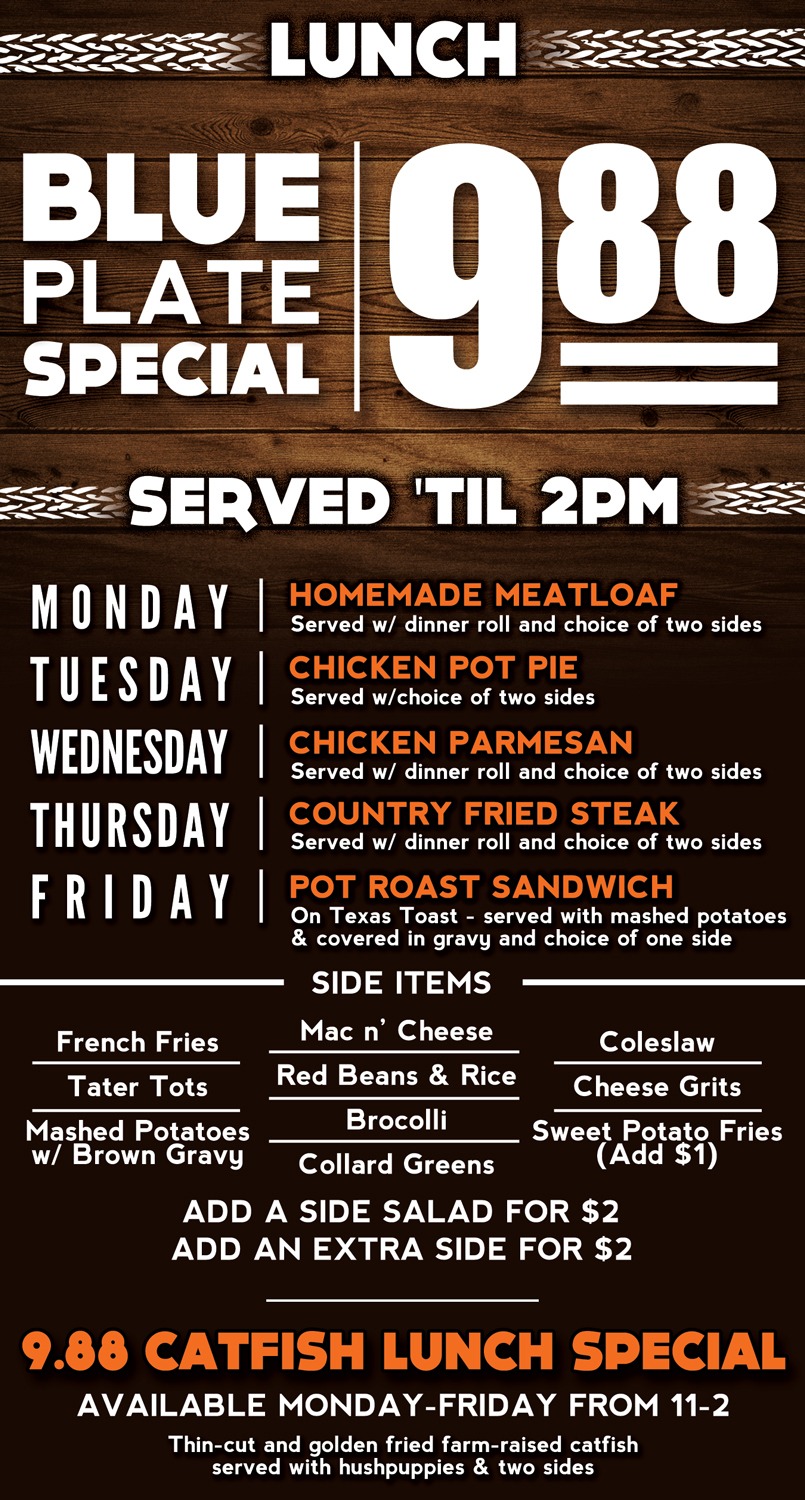 LUNCH
BLUE
PLATE
SPECIAL
9 88
SERVED 'TIL 2PM
MONDAY
HOMEMADE MEATLOAF
Served w/ dinner roll and choice of two sides
TUESDAY
CHICKEN POT PIE
Served w/choice of two sides
WEDNESDAY
CHICKEN PARMESAN
Served w/ dinner roll and choice of two sides
THURSDAY
COUNTRY FRIED STEAK
Served w/ dinner roll and choice of two sides
FRIDAY
POT ROAST SANDWICH
On Texas Toast - served with mashed potatoes
& covered in gravy and choice of one side
SIDE ITEMS
French Fries
Tater Tots
Mashed Potatoes
w/ Brown Gravy
Mac n' Cheese
Red Beans & Rice
Brocolli
Collard Greens
Coleslaw
Cheese Grits
Sweet Potato Fries
(Add $1)
ADD A SIDE SALAD FOR $2
ADD AN EXTRA SIDE FOR $2
9.88 CATFISH LUNCH SPECIAL
AVAILABLE MONDAY-FRIDAY FROM 11-2
Thin-cut and golden fried farm-raised catfish
served with hushpuppies & two sides